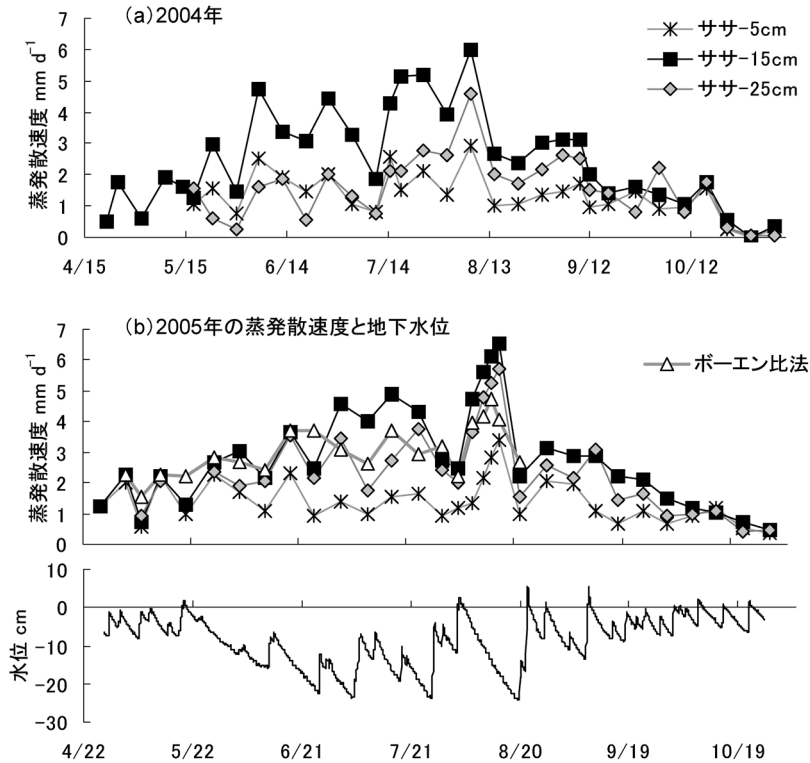 (a)2004年
ササ-5cm
ササ-15cm
ササ-25cm
蒸発散速度 mm d⁻¹
7
6
5
4
3
2
1
0
4/15 5/15 6/14 7/14 8/13 9/12 10/12
(b)2005年の蒸発散速度と地下水位
ボーエン比法
蒸発散速度 mm d⁻¹
7
6
5
4
3
2
1
0
水位 cm
10
0
-10
-20
-30
4/22 5/22 6/21 7/21 8/20 9/19 10/19